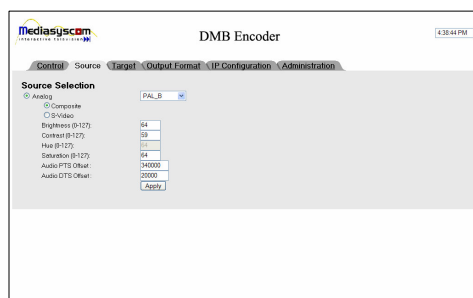 Mediasyscom
interactive television
DMB Encoder
4:38:44 PM
Control Source Target Output Format IP Configuration Administration
Source Selection
Analog PAL_B
Composite
S-Video
Brightness (0-127): 64
Contrast (0-127): 59
Hue (0-127): 64
Saturation (0-127): 64
Audio PTS Offset: 340000
Audio DTS Offset: 20000
Apply